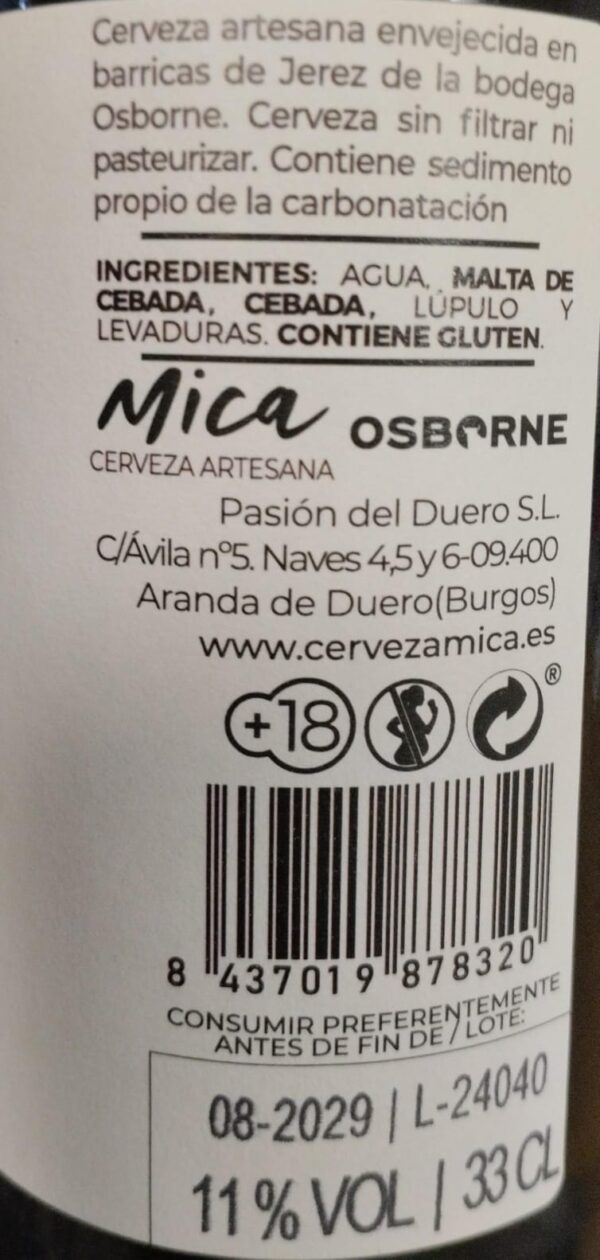 Cerveza artesana envejecida en
barricas de Jerez de la bodega
Osborne. Cerveza sin filtrar ni
pasteurizar. Contiene sedimento
propio de la carbonatación
INGREDIENTES: AGUA, MALTA DE
CEBADA, CEBADA, LÚPULO Y
LEVADURAS. CONTIENE GLUTEN.
Mica OSBORNE
CERVEZA ARTESANA
Pasión del Duero S.L.
C/Ávila nº5. Naves 4,5 y 6-09.400
Aranda de Duero(Burgos)
www.cervezamica.es
+18 ®
8 437019 878320
CONSUMIR PREFERENTEMENTE
ANTES DE FIN DE / LOTE:
08-2029 | L-24040
11 % VOL | 33 CL